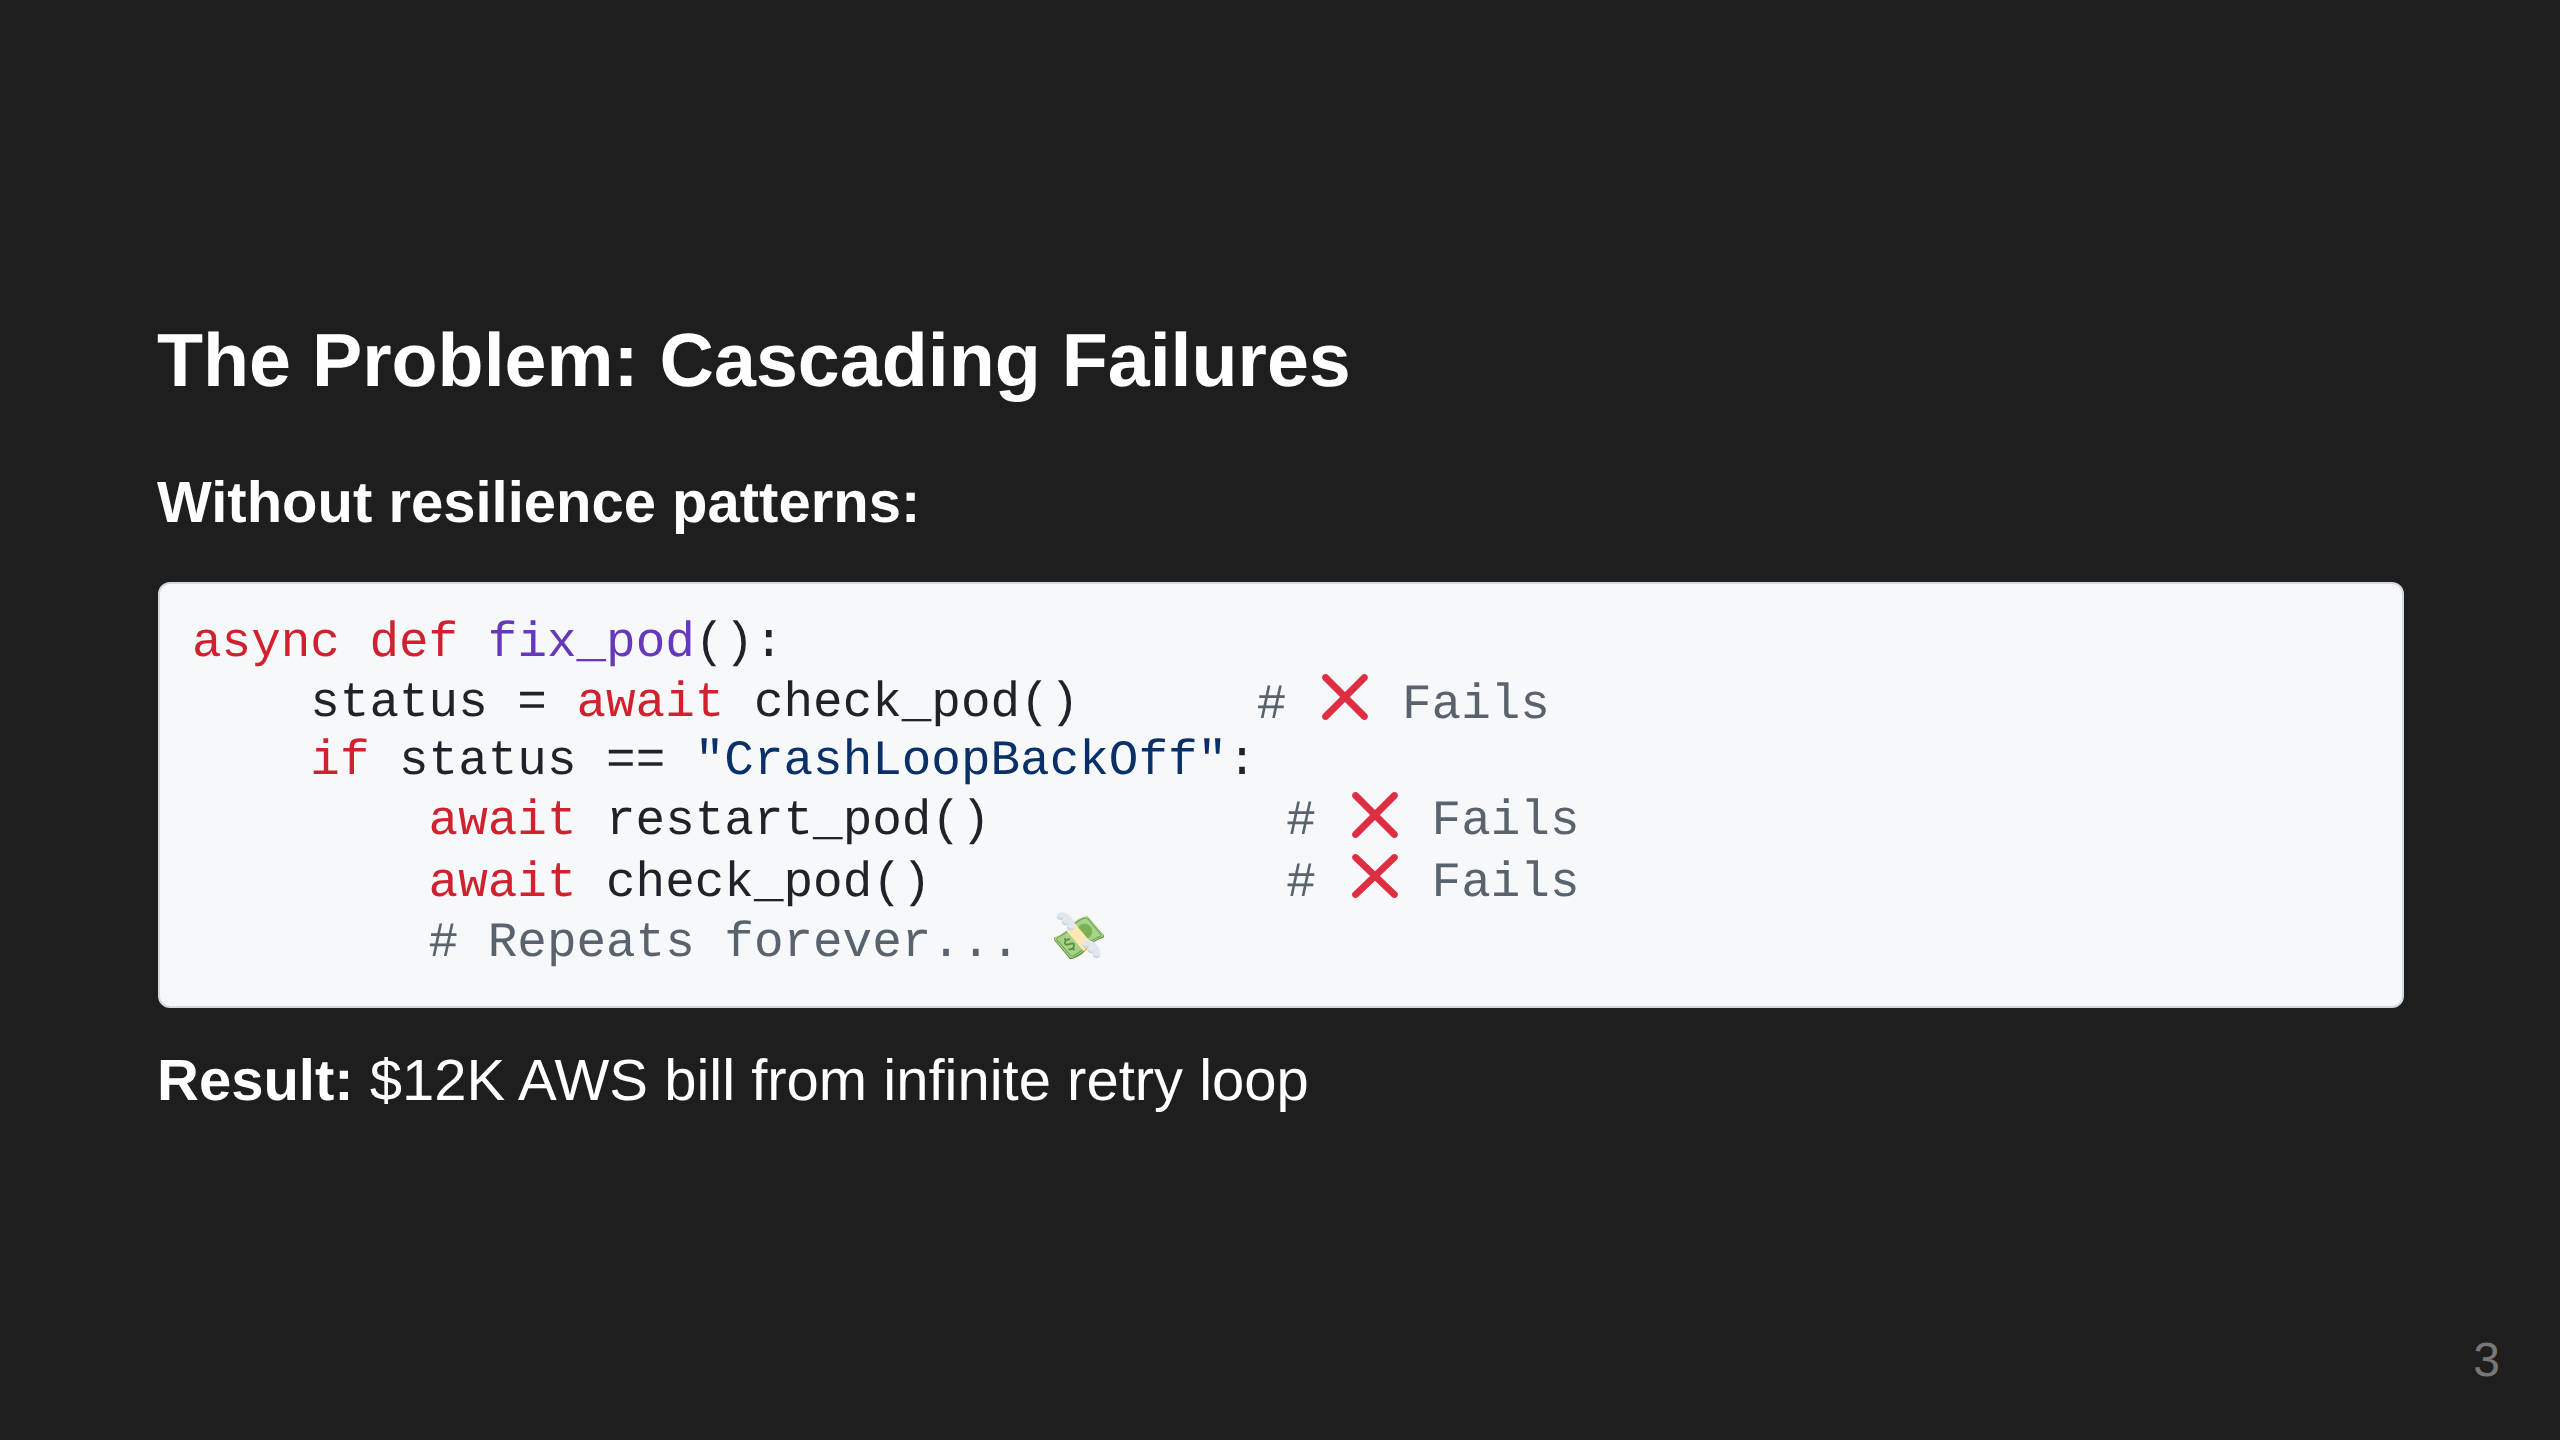 The Problem: Cascading Failures
Without resilience patterns:
async def fix_pod():
    status = await check_pod()      # ❌ Fails
    if status == "CrashLoopBackOff":
        await restart_pod()          # ❌ Fails
        await check_pod()            # ❌ Fails
        # Repeats forever... 💸
Result: $12K AWS bill from infinite retry loop
3